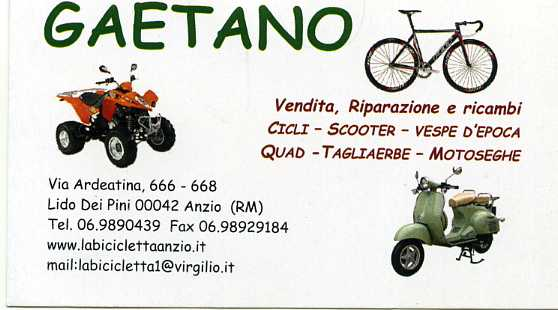 GAETANO
Vendita, Riparazione e ricambi
CICLI - SCOOTER - VESPE D'EPOCA
QUAD -TAGLIAERBE - MOTOSEGHE
Via Ardeatina, 666 - 668
Lido Dei Pini 00042 Anzio (RM)
Tel. 06.9890439 Fax 06.98929184
www.labiciclettaanzio.it
mail:labicicletta1@virgilio.it